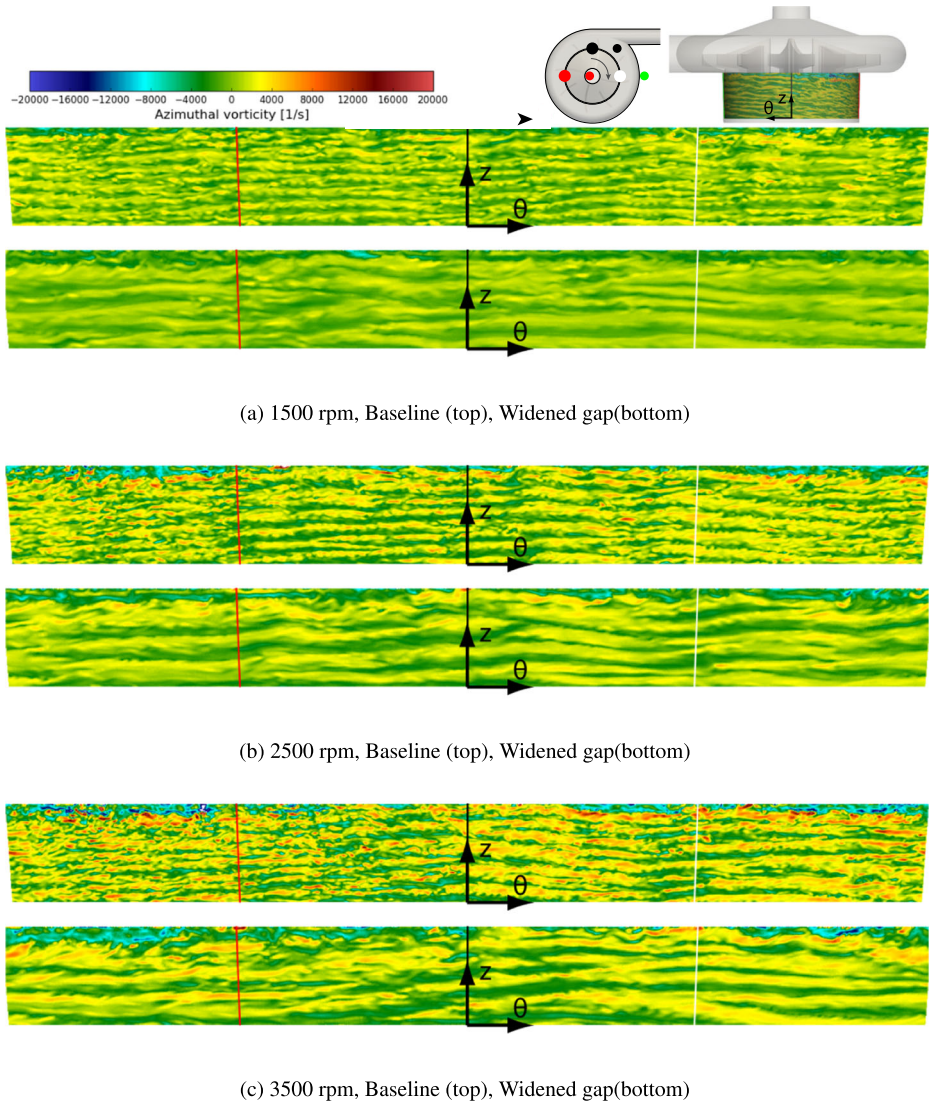 −20000 −16000 −12000 −8000 −4000 0 4000 8000 12000 16000 20000
Azimuthal vorticity [1/s]
z
θ
z
θ
z
θ
(a) 1500 rpm, Baseline (top), Widened gap(bottom)
z
θ
z
θ
(b) 2500 rpm, Baseline (top), Widened gap(bottom)
z
θ
z
θ
(c) 3500 rpm, Baseline (top), Widened gap(bottom)